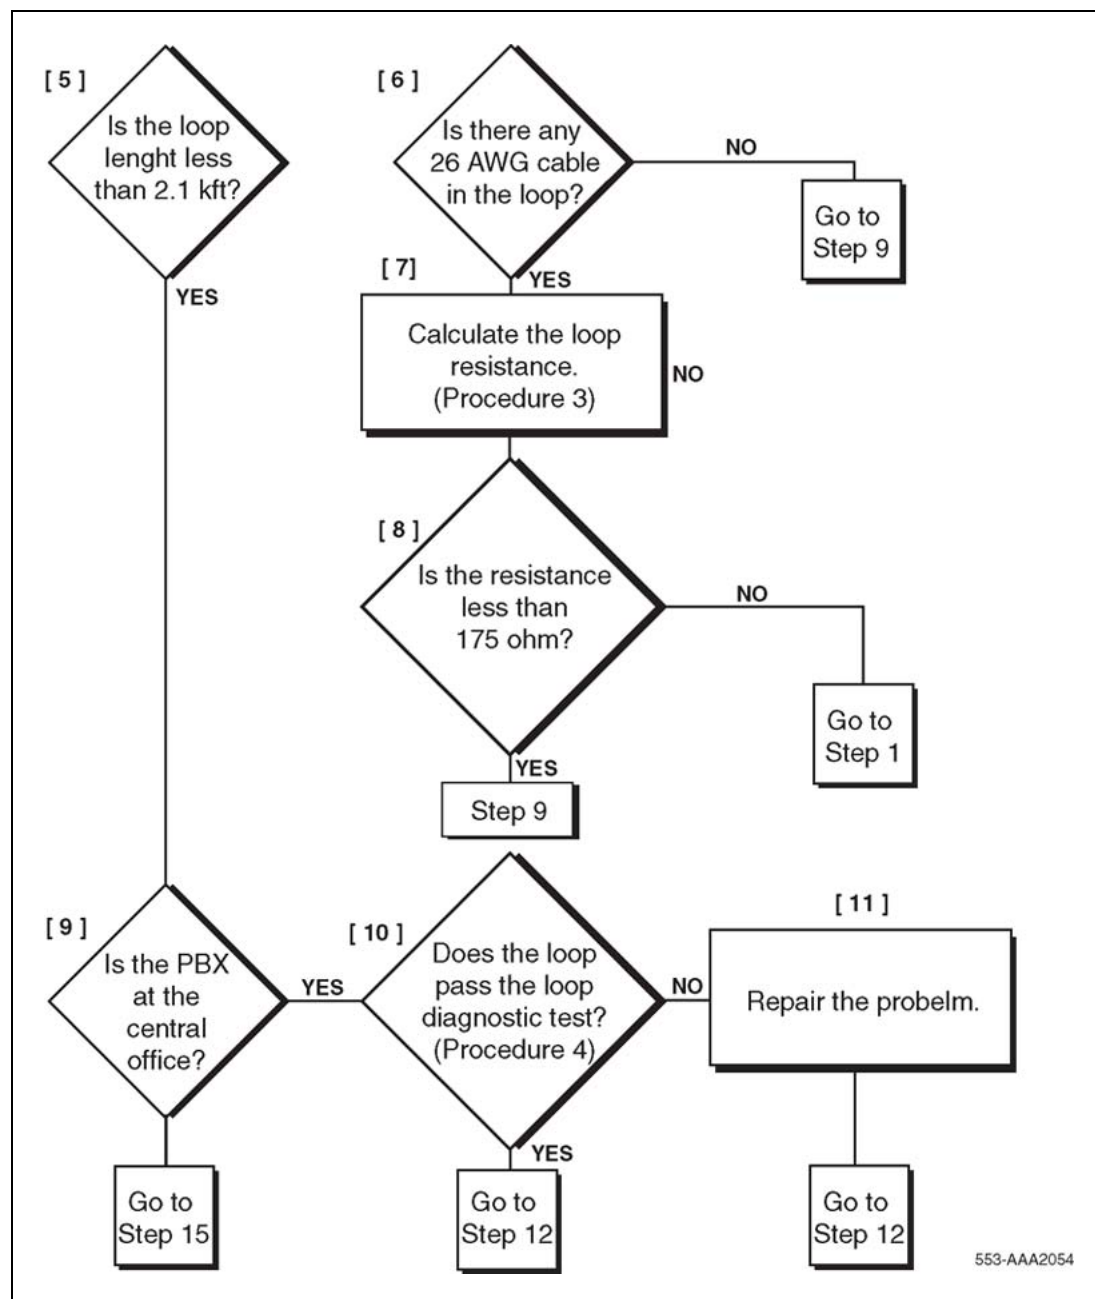 [ 5 ]
Is the loop
lenght less
than 2.1 kft?
YES
[ 6 ]
Is there any
26 AWG cable
in the loop?
NO
Go to
Step 9
YES
[ 7]
Calculate the loop
resistance.
(Procedure 3)
NO
[ 8 ]
Is the resistance
less than
175 ohm?
NO
Go to
Step 1
YES
Step 9
[ 9 ]
Is the PBX
at the
central
office?
YES
Go to
Step 15
[ 10 ]
Does the loop
pass the loop
diagnostic test?
(Procedure 4)
NO
YES
Go to
Step 12
[ 11 ]
Repair the probelm.
Go to
Step 12
553-AAA2054